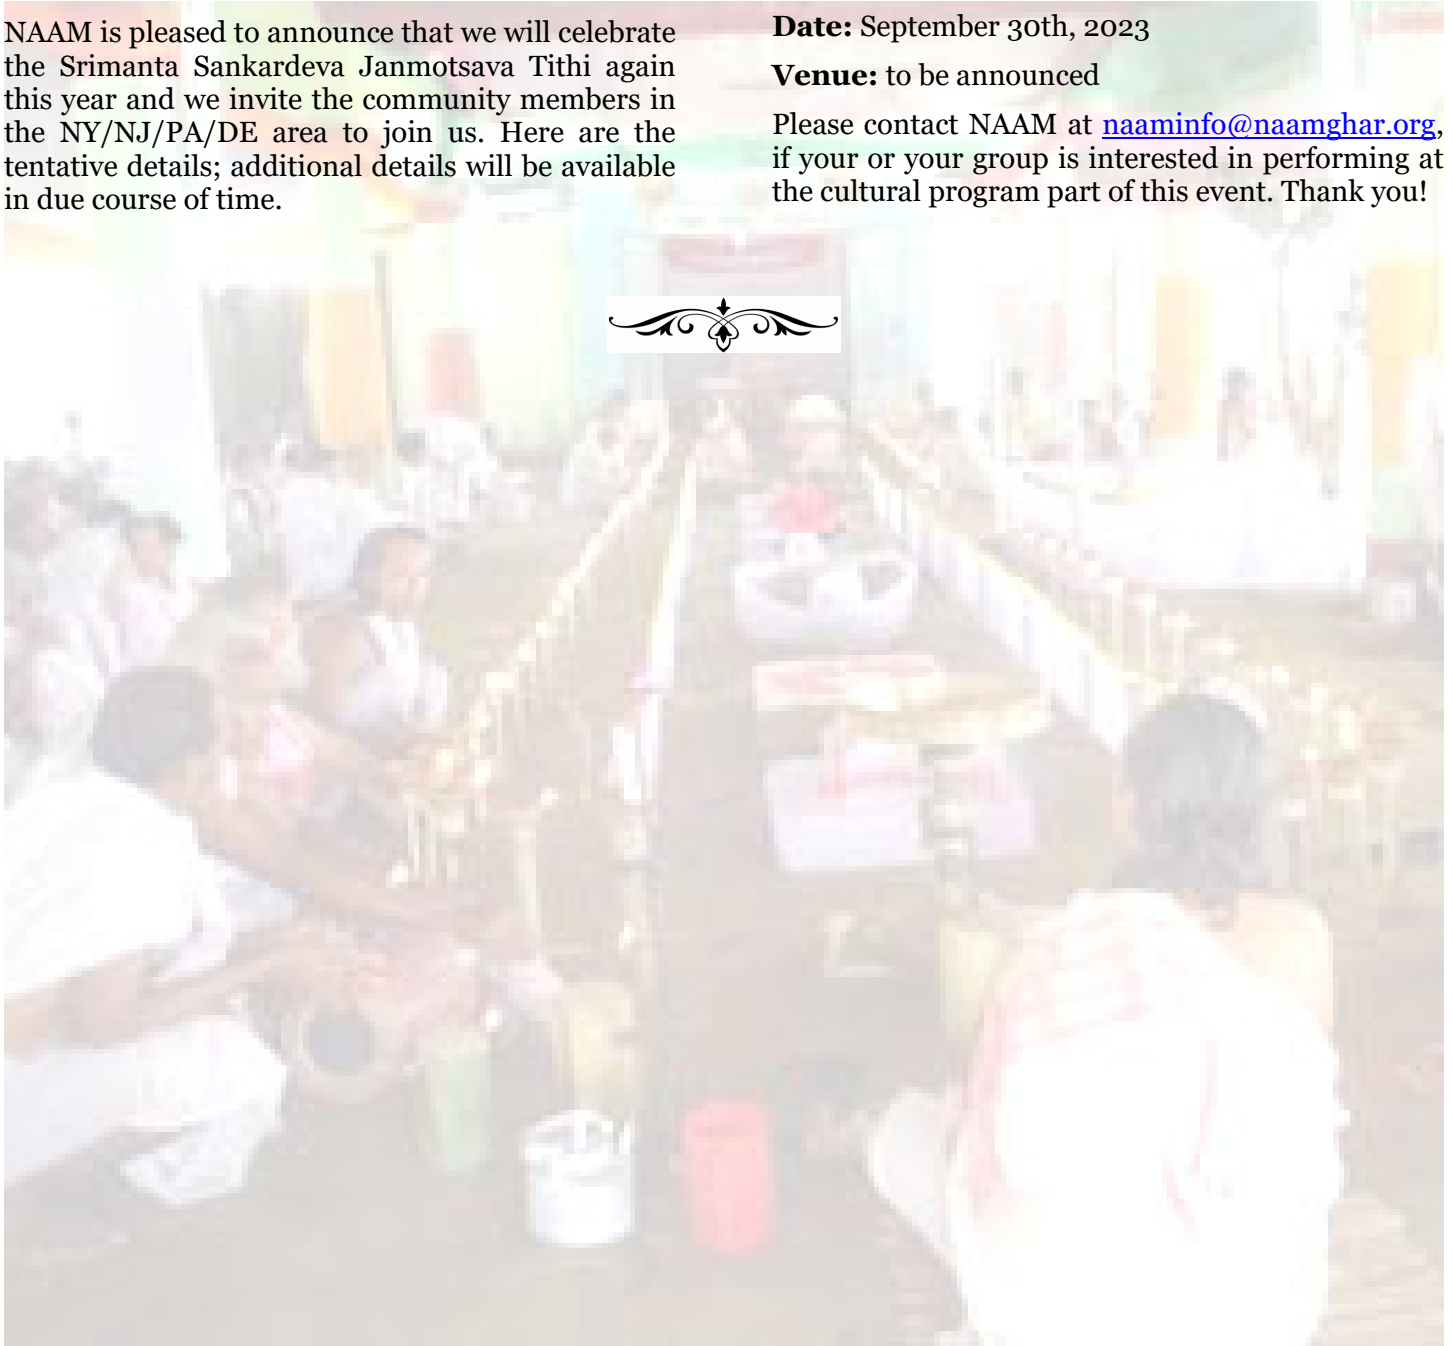 NAAM is pleased to announce that we will celebrate
the Srimanta Sankardeva Janmotsava Tithi again
this year and we invite the community members in
the NY/NJ/PA/DE area to join us. Here are the
tentative details; additional details will be available
in due course of time.
Date: September 30th, 2023
Venue: to be announced
Please contact NAAM at naaminfo@naamghar.org,
if your or your group is interested in performing at
the cultural program part of this event. Thank you!